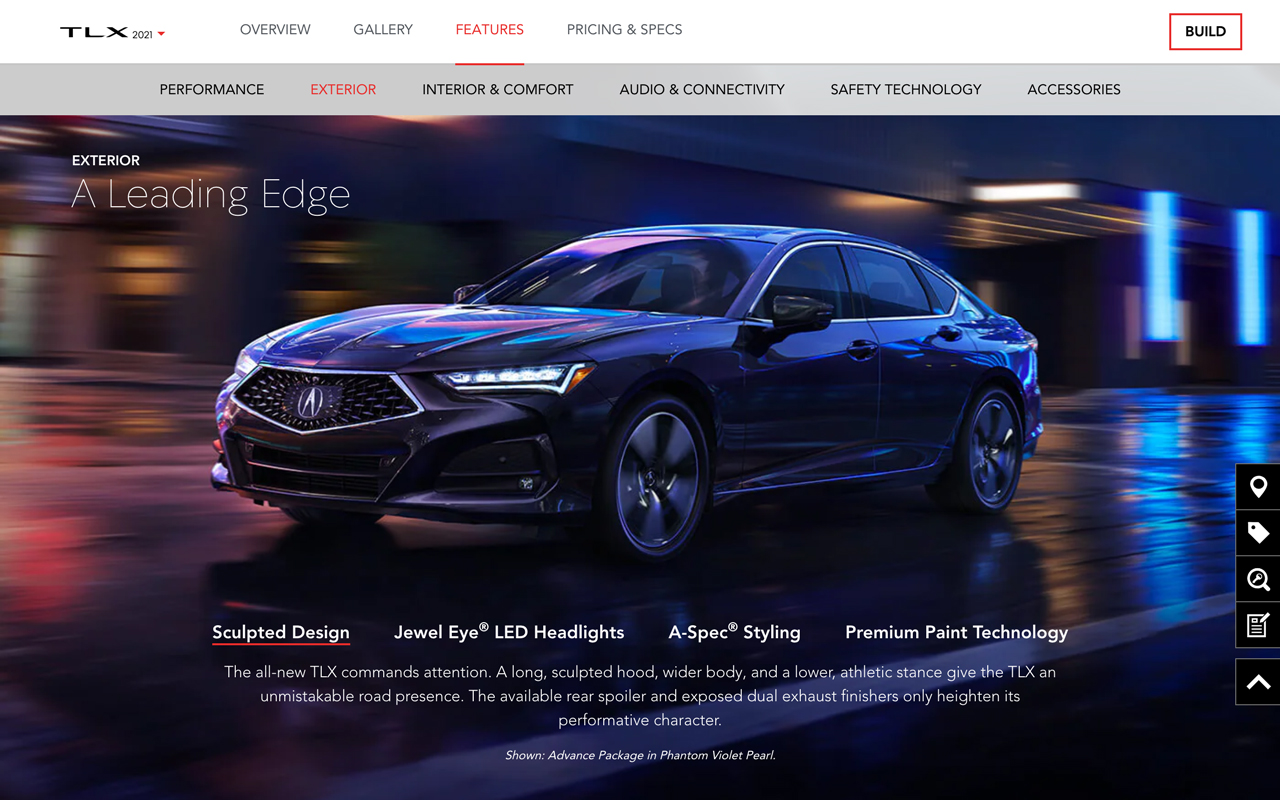 TLX 2021
OVERVIEW
GALLERY
FEATURES
PRICING & SPECS
BUILD
PERFORMANCE
EXTERIOR
INTERIOR & COMFORT
AUDIO & CONNECTIVITY
SAFETY TECHNOLOGY
ACCESSORIES
EXTERIOR
A Leading Edge
Sculpted Design
Jewel Eye® LED Headlights
A-Spec® Styling
Premium Paint Technology
The all-new TLX commands attention. A long, sculpted hood, wider body, and a lower, athletic stance give the TLX an
unmistakable road presence. The available rear spoiler and exposed dual exhaust finishers only heighten its
performative character.
Shown: Advance Package in Phantom Violet Pearl.